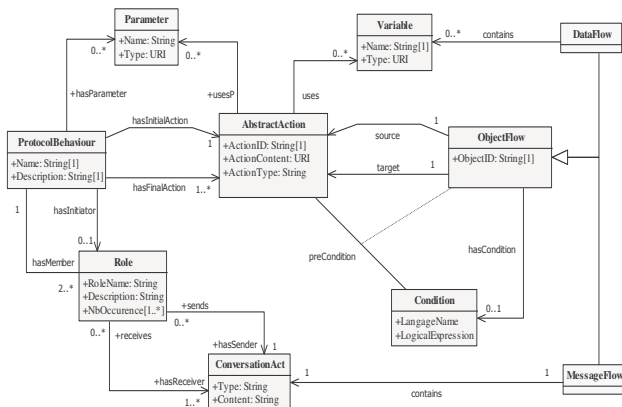 Parameter
+Name: String
+Type: URI
Variable
+Name: String[1]
+Type: URI
DataFlow
0..*
contains
0..*
0..*
0..*
+hasParameter
+usesP
uses
hasInitialAction
ProtocolBehaviour
+Name: String[1]
+Description: String[1]
1
AbstractAction
+ActionID: String[1]
+ActionContent: URI
+ActionType: String
source
1
target
1
ObjectFlow
+ObjectID: String[1]
hasFinalAction
1..*
1
hasInitiator
0..1
hasMember
2..*
preCondition
hasCondition
0..1
Role
+RoleName: String
+Description: String
+NbOccurence[1..*]
Condition
+LangageName
+LogicalExpression
0..*
+receives
+sends
0..*
+hasSender
1
ConversationAct
+Type: String
+Content: String
+hasReceiver
1..*
1
contains
1
MessageFlow